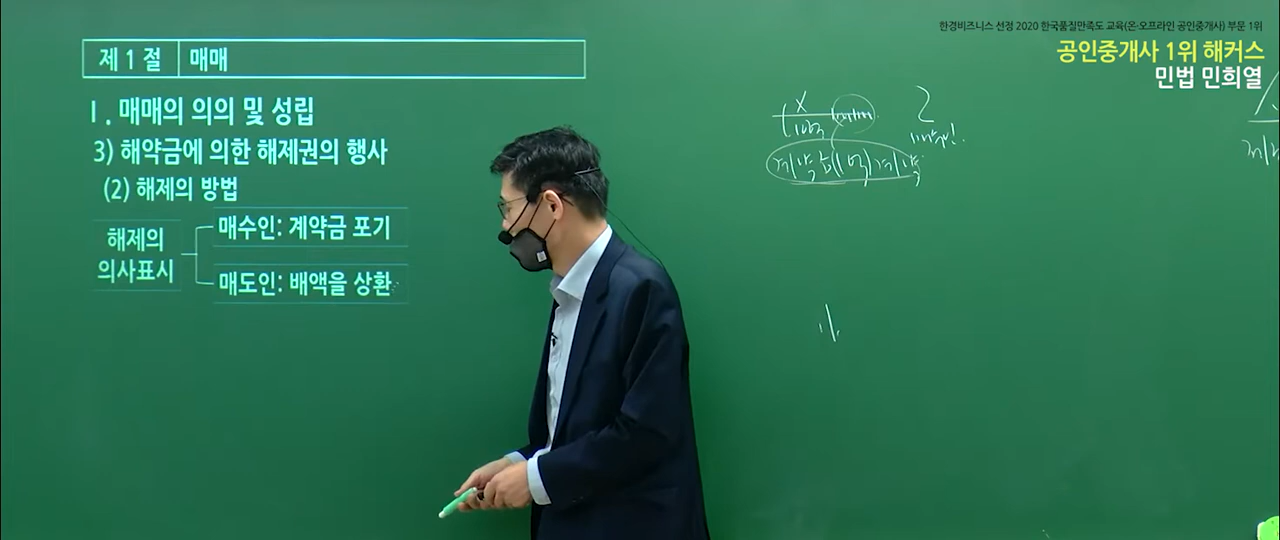 한경비즈니스 선정 2020 한국품질만족도 교육(온·오프라인 공인중개사) 부문 1위
공인중개사 1위 해커스
민법 민희열
제 1 절 매매
Ⅰ. 매매의 의의 및 성립
3) 해약금에 의한 해제권의 행사
(2) 해제의 방법
해제의
의사표시
매수인: 계약금 포기
매도인: 배액을 상환